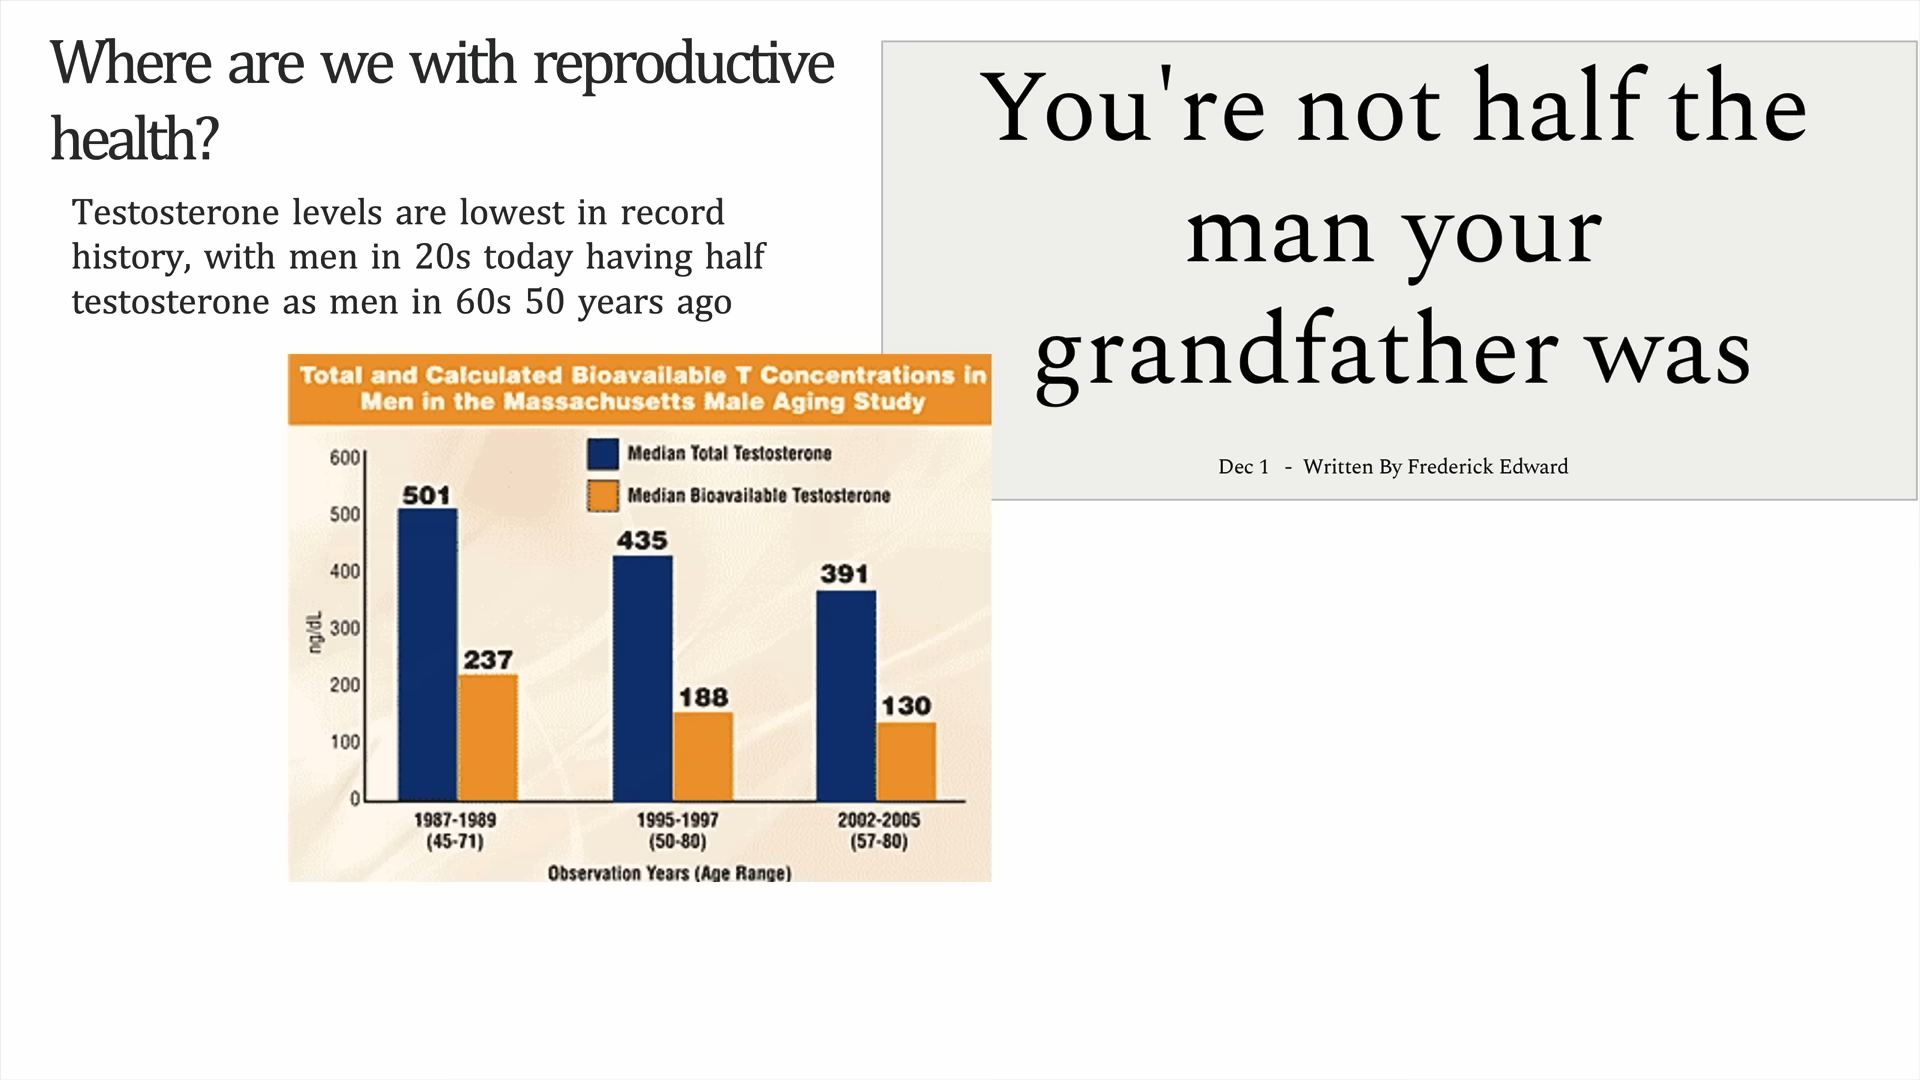 Where are we with reproductive
health?
Testosterone levels are lowest in record
history, with men in 20s today having half
testosterone as men in 60s 50 years ago
You're not half the
man your
grandfather was
Dec 1 - Written By Frederick Edward
Total and Calculated Bioavailable T Concentrations in
Men in the Massachusetts Male Aging Study
Median Total Testosterone
Median Bioavailable Testosterone
ng/dL
600
500
400
300
200
100
0
501
237
435
188
391
130
1987-1989
(45-71)
1995-1997
(50-80)
2002-2005
(57-80)
Observation Years (Age Range)